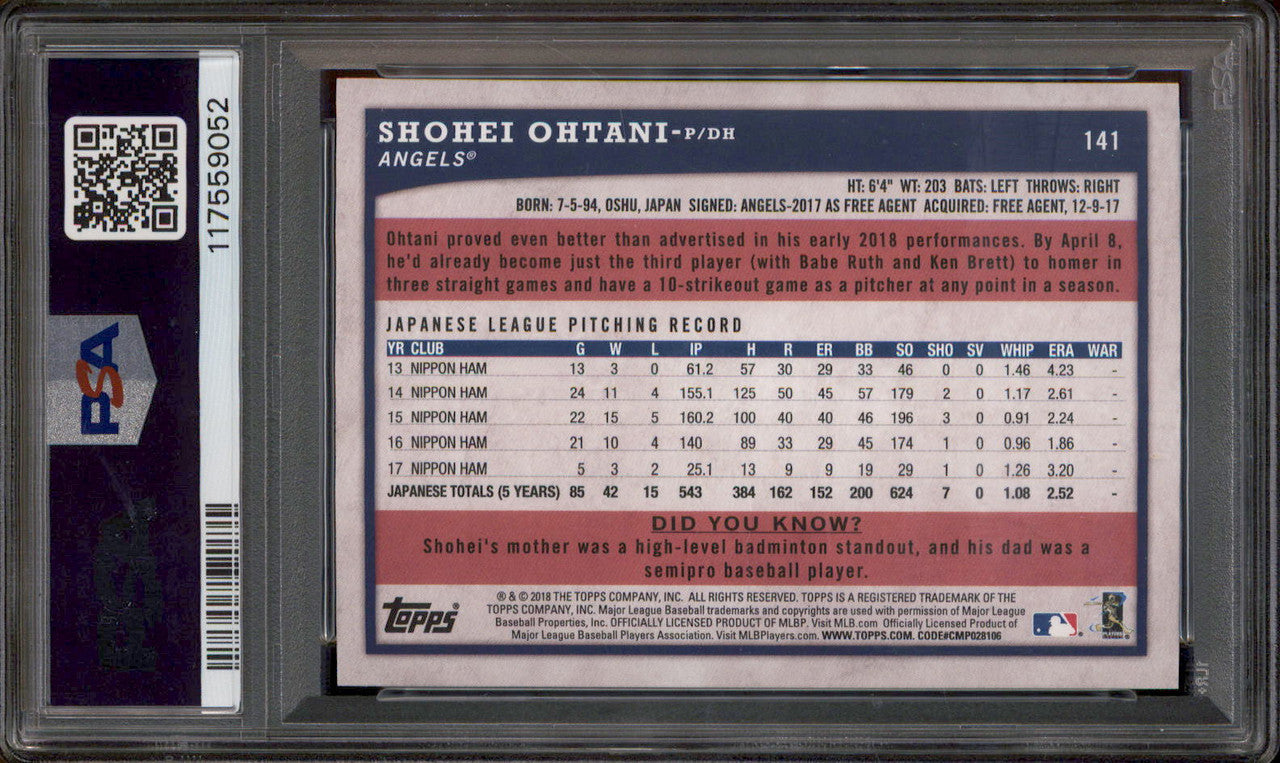 117559052
PSA
SHOHEI OHTANI-P/DH
141
ANGELS®
HT: 6'4" WT: 203 BATS: LEFT THROWS: RIGHT
BORN: 7-5-94, OSHU, JAPAN SIGNED: ANGELS-2017 AS FREE AGENT ACQUIRED: FREE AGENT, 12-9-17
Ohtani proved even better than advertised in his early 2018 performances. By April 8,
he'd already become just the third player (with Babe Ruth and Ken Brett) to homer in
three straight games and have a 10-strikeout game as a pitcher at any point in a season.
JAPANESE LEAGUE PITCHING RECORD
YR CLUB G W L IP H R ER BB SO SHO SV WHIP ERA WAR
13 NIPPON HAM 13 3 0 61.2 57 30 29 33 46 0 0 1.46 4.23 -
14 NIPPON HAM 24 11 4 155.1 125 50 45 57 179 2 0 1.17 2.61 -
15 NIPPON HAM 22 15 5 160.2 100 40 40 46 196 3 0 0.91 2.24 -
16 NIPPON HAM 21 10 4 140 89 33 29 45 174 1 0 0.96 1.86 -
17 NIPPON HAM 5 3 2 25.1 13 9 9 19 29 1 0 1.26 3.20 -
JAPANESE TOTALS (5 YEARS) 85 42 15 543 384 162 152 200 624 7 0 1.08 2.52 -
DID YOU KNOW?
Shohei's mother was a high-level badminton standout, and his dad was a
semipro baseball player.
Topps®
® & © 2018 THE TOPPS COMPANY, INC. ALL RIGHTS RESERVED. TOPPS IS A REGISTERED TRADEMARK OF THE
TOPPS COMPANY, INC. Major League Baseball trademarks and copyrights are used with permission of Major League
Baseball Properties, Inc. OFFICIALLY LICENSED PRODUCT OF MLBP. Visit MLB.com Officially Licensed Product of
Major League Baseball Players Association. Visit MLBPlayers.com. WWW.TOPPS.COM. CODE#CMP028106
PSA